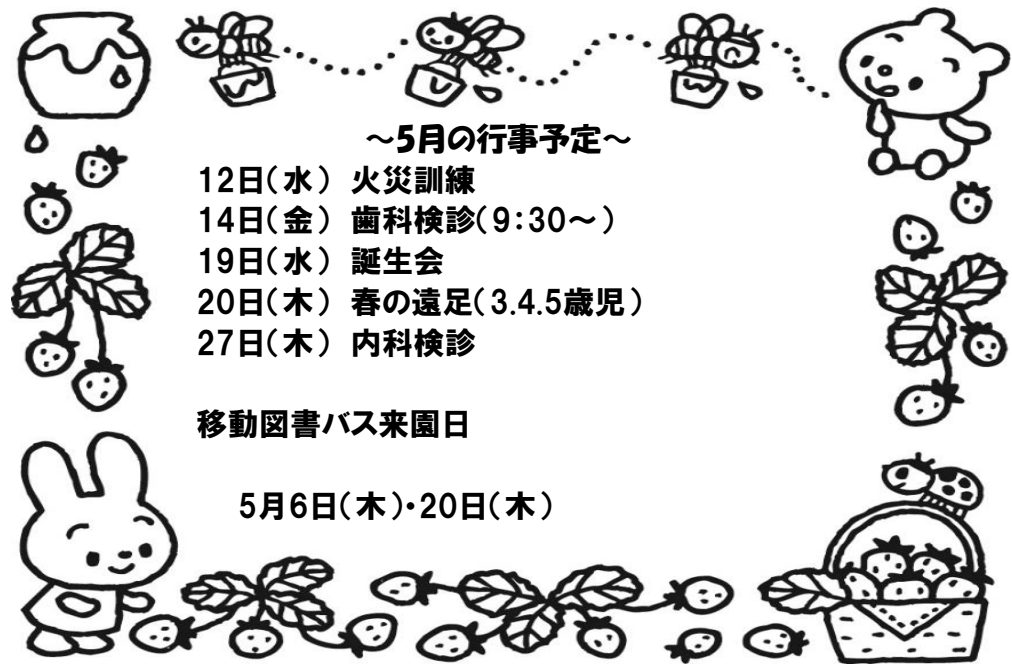 ～5月の行事予定～
12日（水） 火災訓練
14日（金） 歯科検診（9：30～）
19日（水） 誕生会
20日（木） 春の遠足（3.4.5歳児）
27日（木） 内科検診
移動図書バス来園日
5月6日（木）・20日（木）